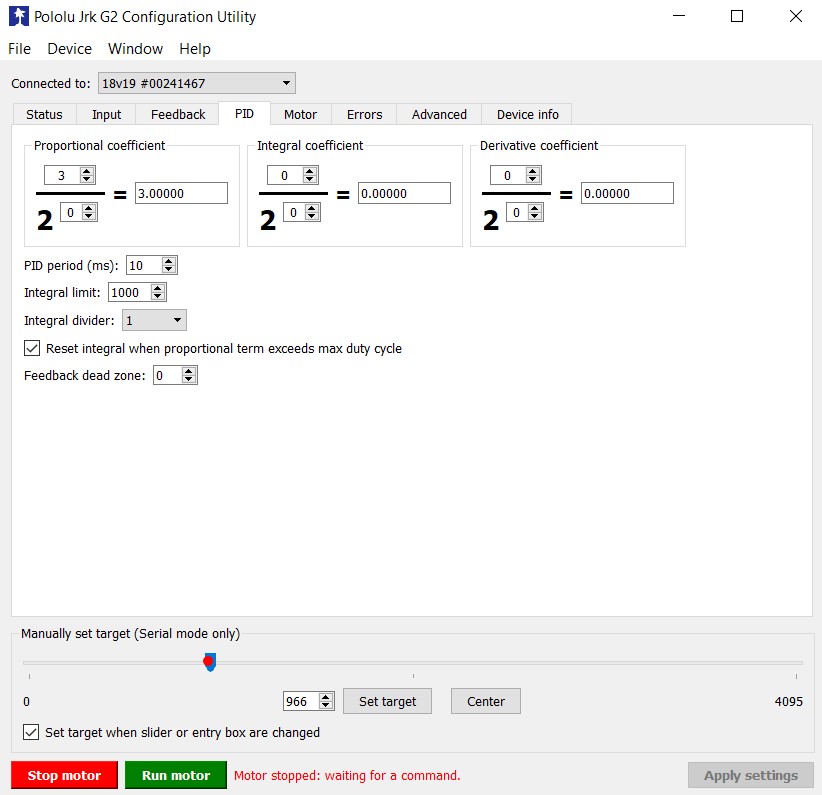 Pololu Jrk G2 Configuration Utility
File Device Window Help
Connected to: 18v19 #00241467
Status Input Feedback PID Motor Errors Advanced Device info
Proportional coefficient Integral coefficient Derivative coefficient
3 0 0
= 3.00000 = 0.00000 = 0.00000
2 0 2 0 2 0
PID period (ms): 10
Integral limit: 1000
Integral divider: 1
Reset integral when proportional term exceeds max duty cycle
Feedback dead zone: 0
Manually set target (Serial mode only)
0 966 Set target Center 4095
Set target when slider or entry box are changed
Stop motor Run motor Motor stopped: waiting for a command. Apply settings